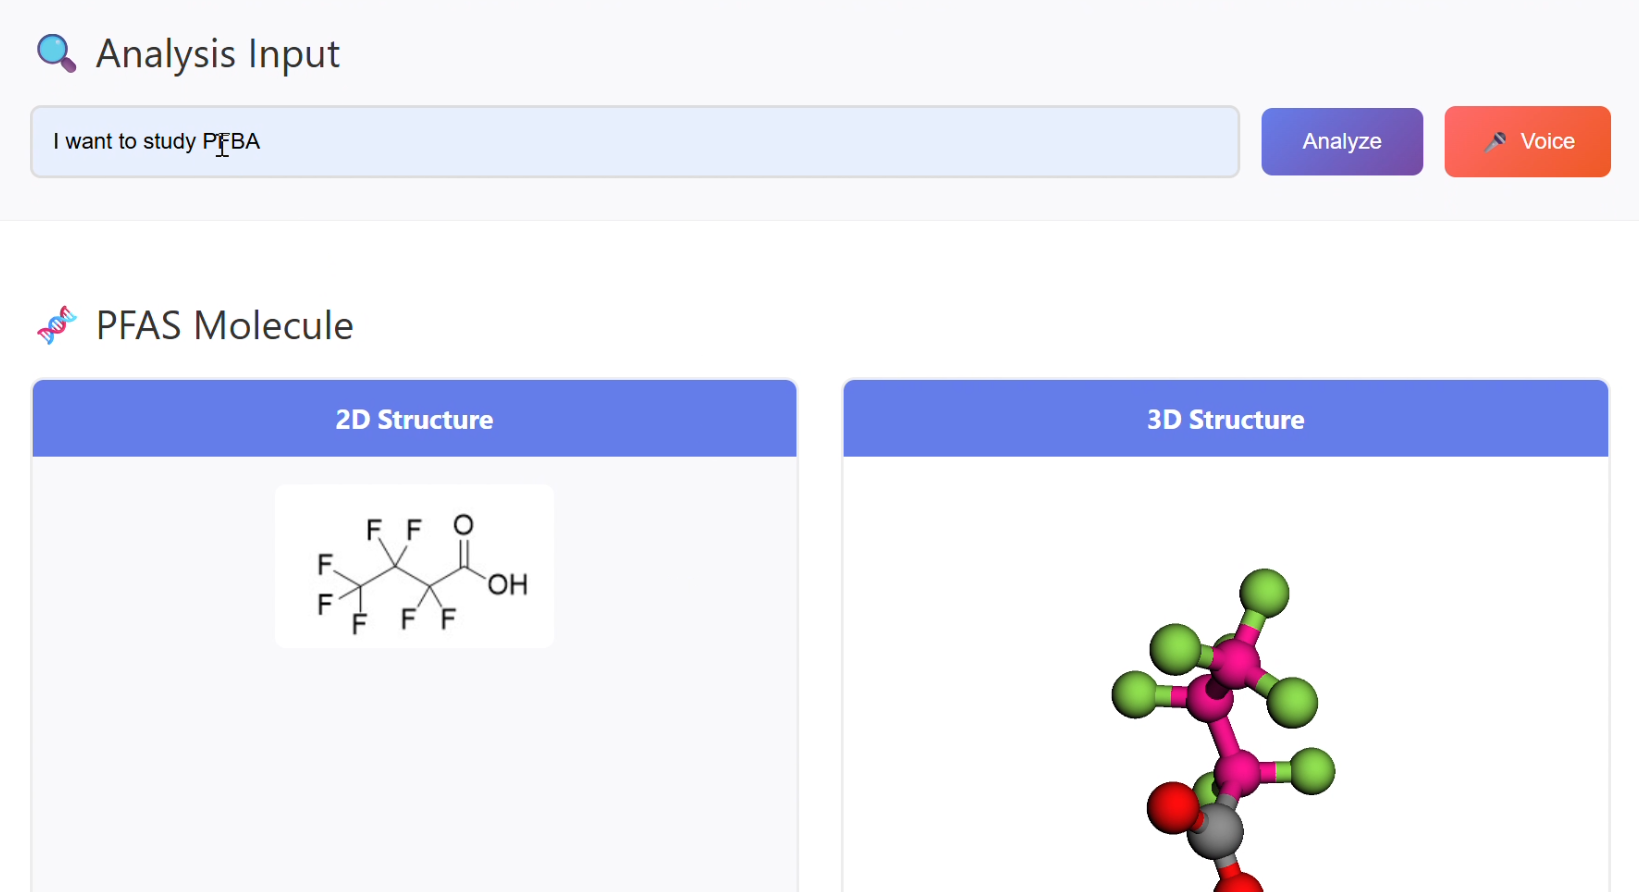 Analysis Input
I want to study PFBA
Analyze
Voice
PFAS Molecule
2D Structure
3D Structure
F F O
F
OH
F
F F F